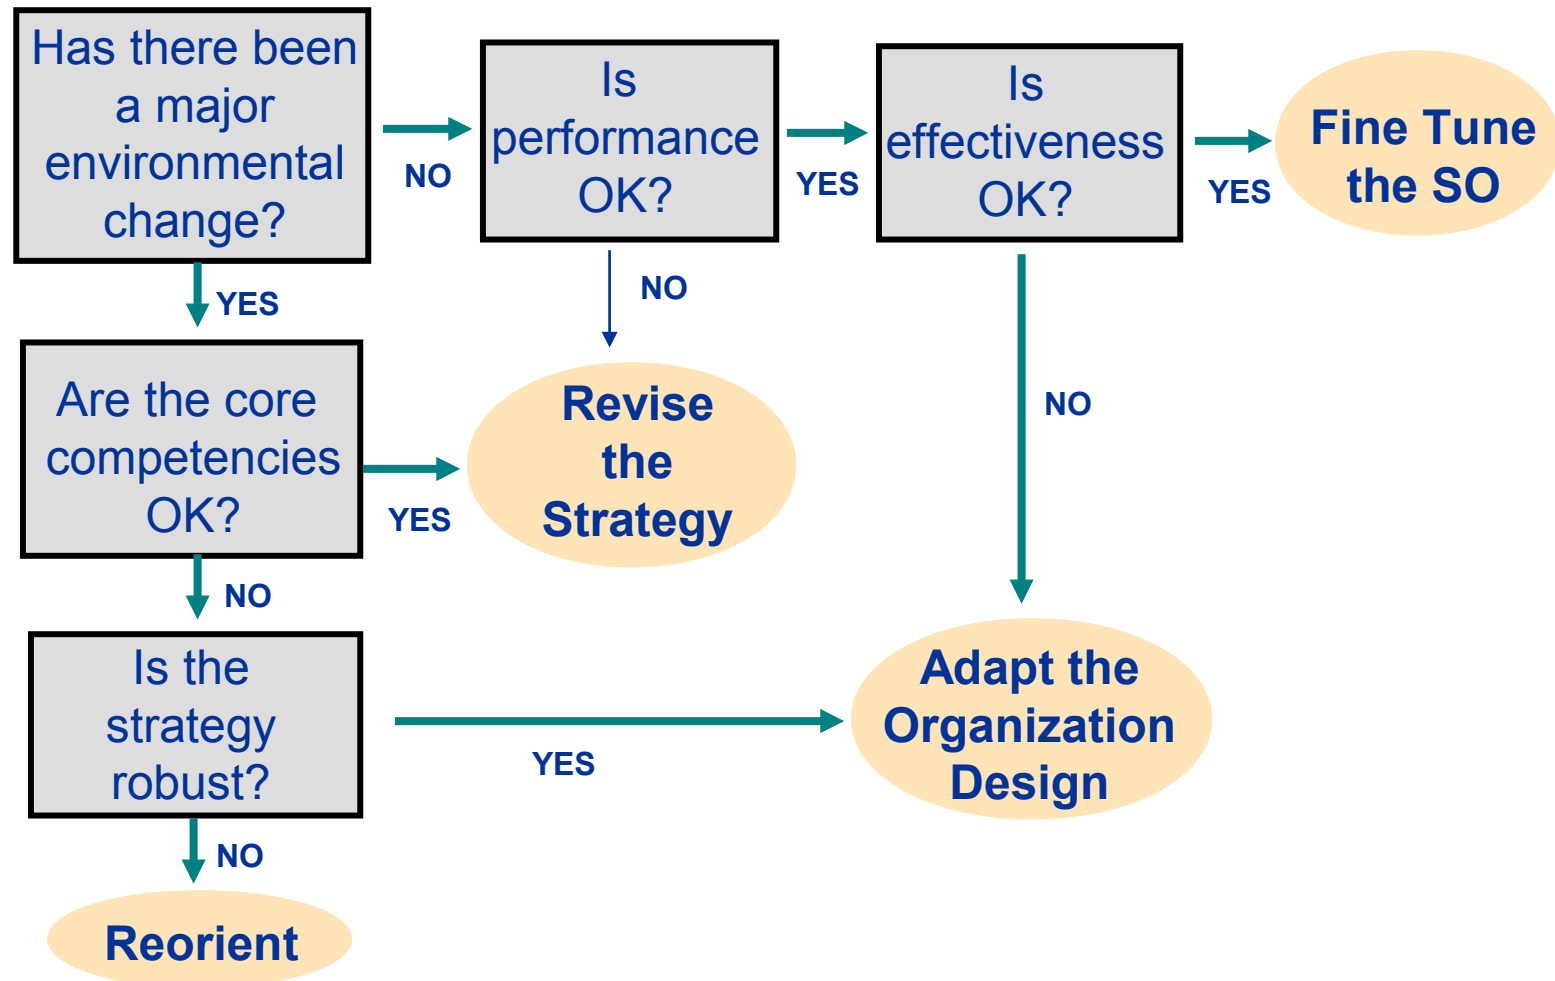 Has there been
a major
environmental
change?
NO
Is
performance
OK?
YES
Is
effectiveness
OK?
YES
Fine Tune
the SO
YES
NO
NO
Are the core
competencies
OK?
YES
Revise
the
Strategy
NO
Is the
strategy
robust?
YES
Adapt the
Organization
Design
NO
Reorient